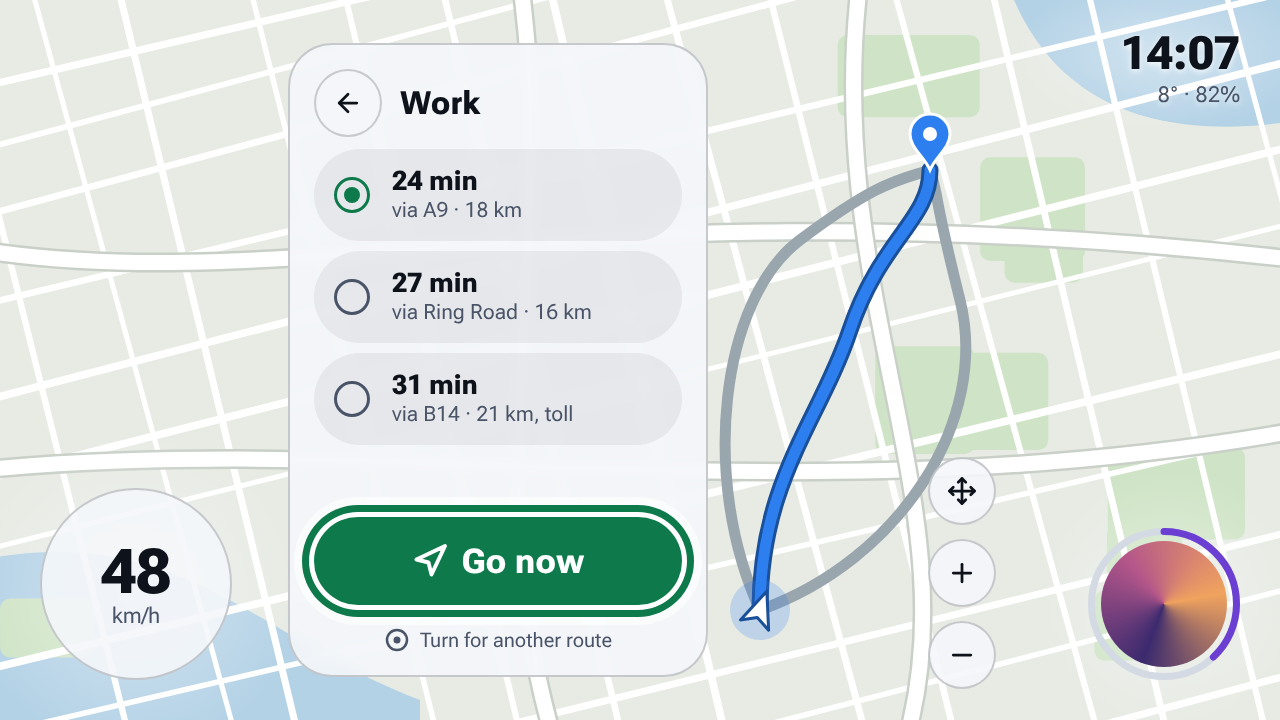 14:07
8° · 82%
Work
24 min
via A9 · 18 km
27 min
via Ring Road · 16 km
31 min
via B14 · 21 km, toll
Go now
Turn for another route
48
km/h